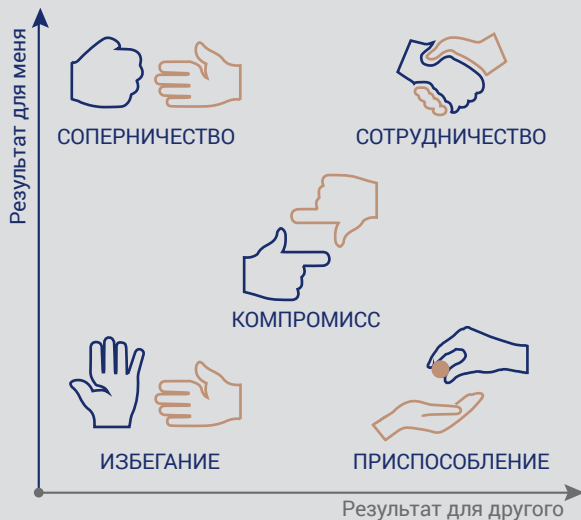 Результат для меня
СОПЕРНИЧЕСТВО
СОТРУДНИЧЕСТВО
КОМПРОМИСС
ИЗБЕГАНИЕ
ПРИСПОСОБЛЕНИЕ
Результат для другого